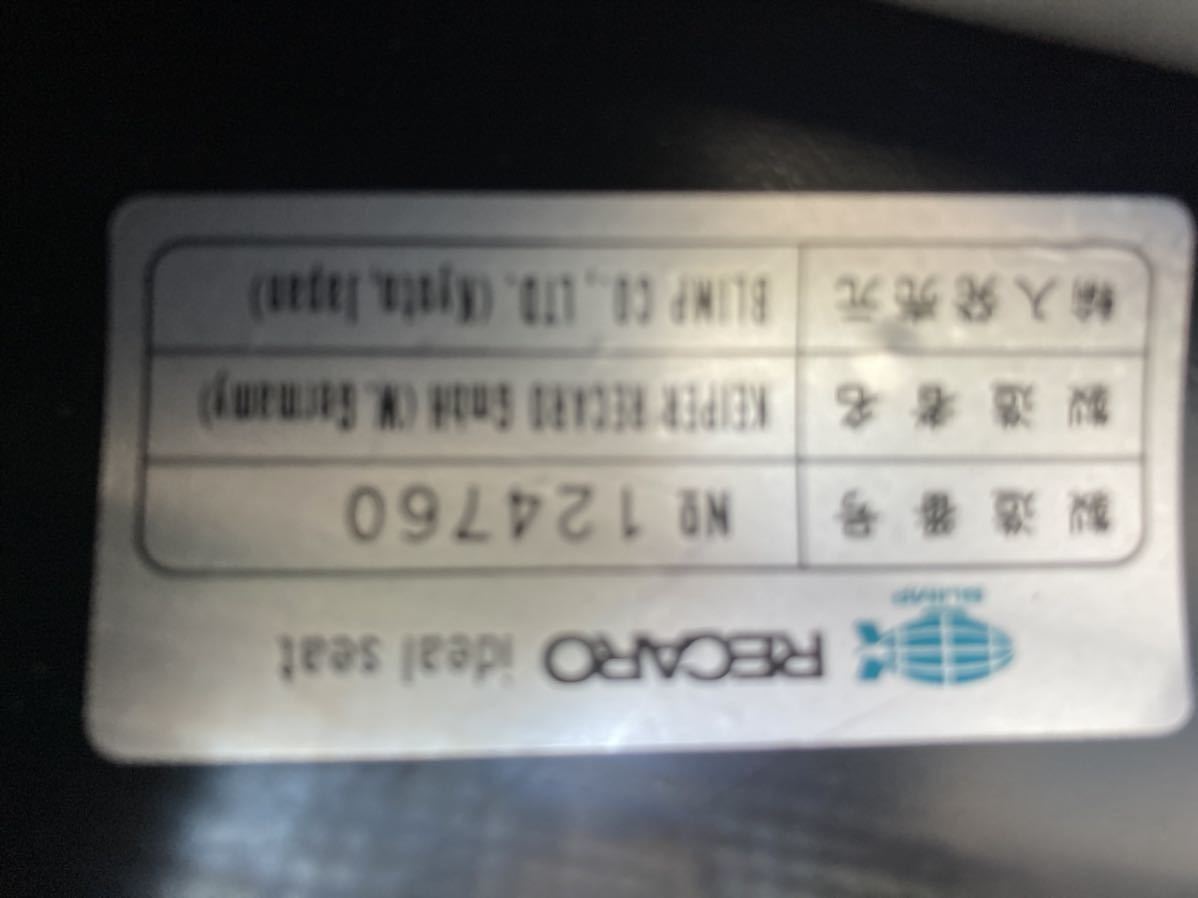 BLIMP
RECARO ideal seat
製造番号 No 124760
製造者名 KEIPER RECARO GmbH (W. Germany)
輸入発売元 BLIMP CO., LTD. (Kyoto, Japan)